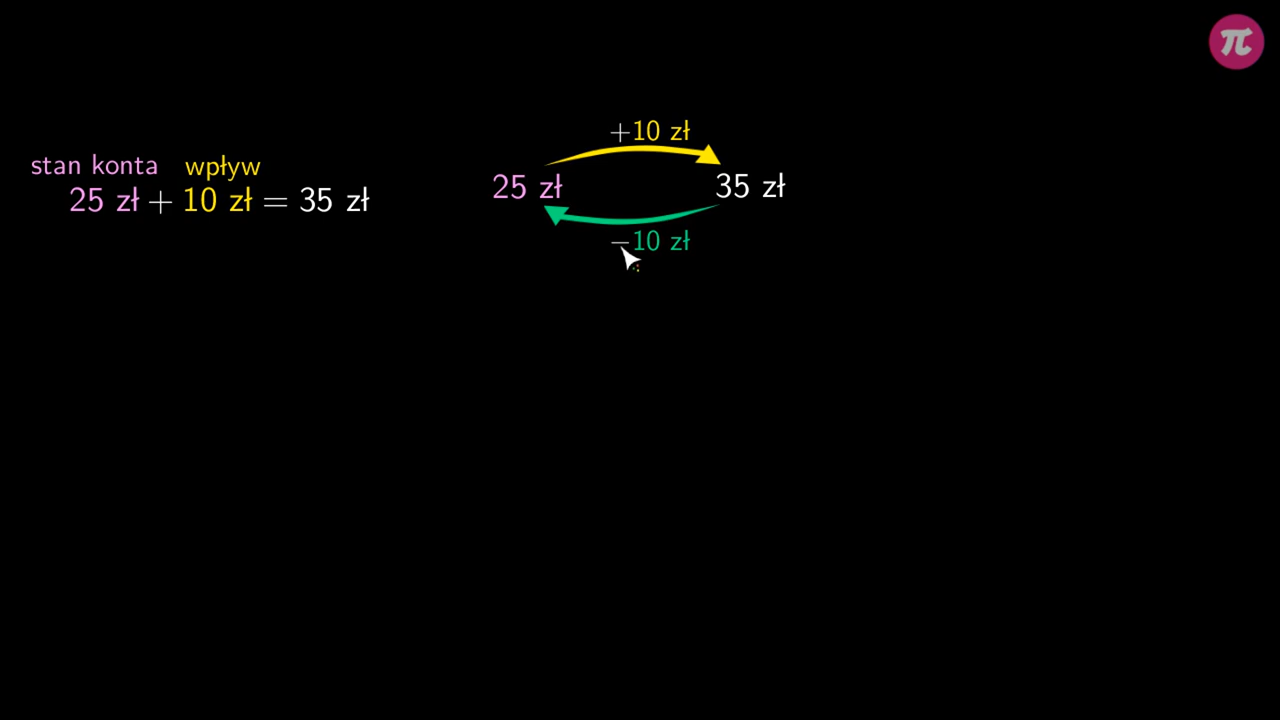 stan konta wpływ
25 zł + 10 zł = 35 zł
+10 zł
25 zł 35 zł
−10 zł
π